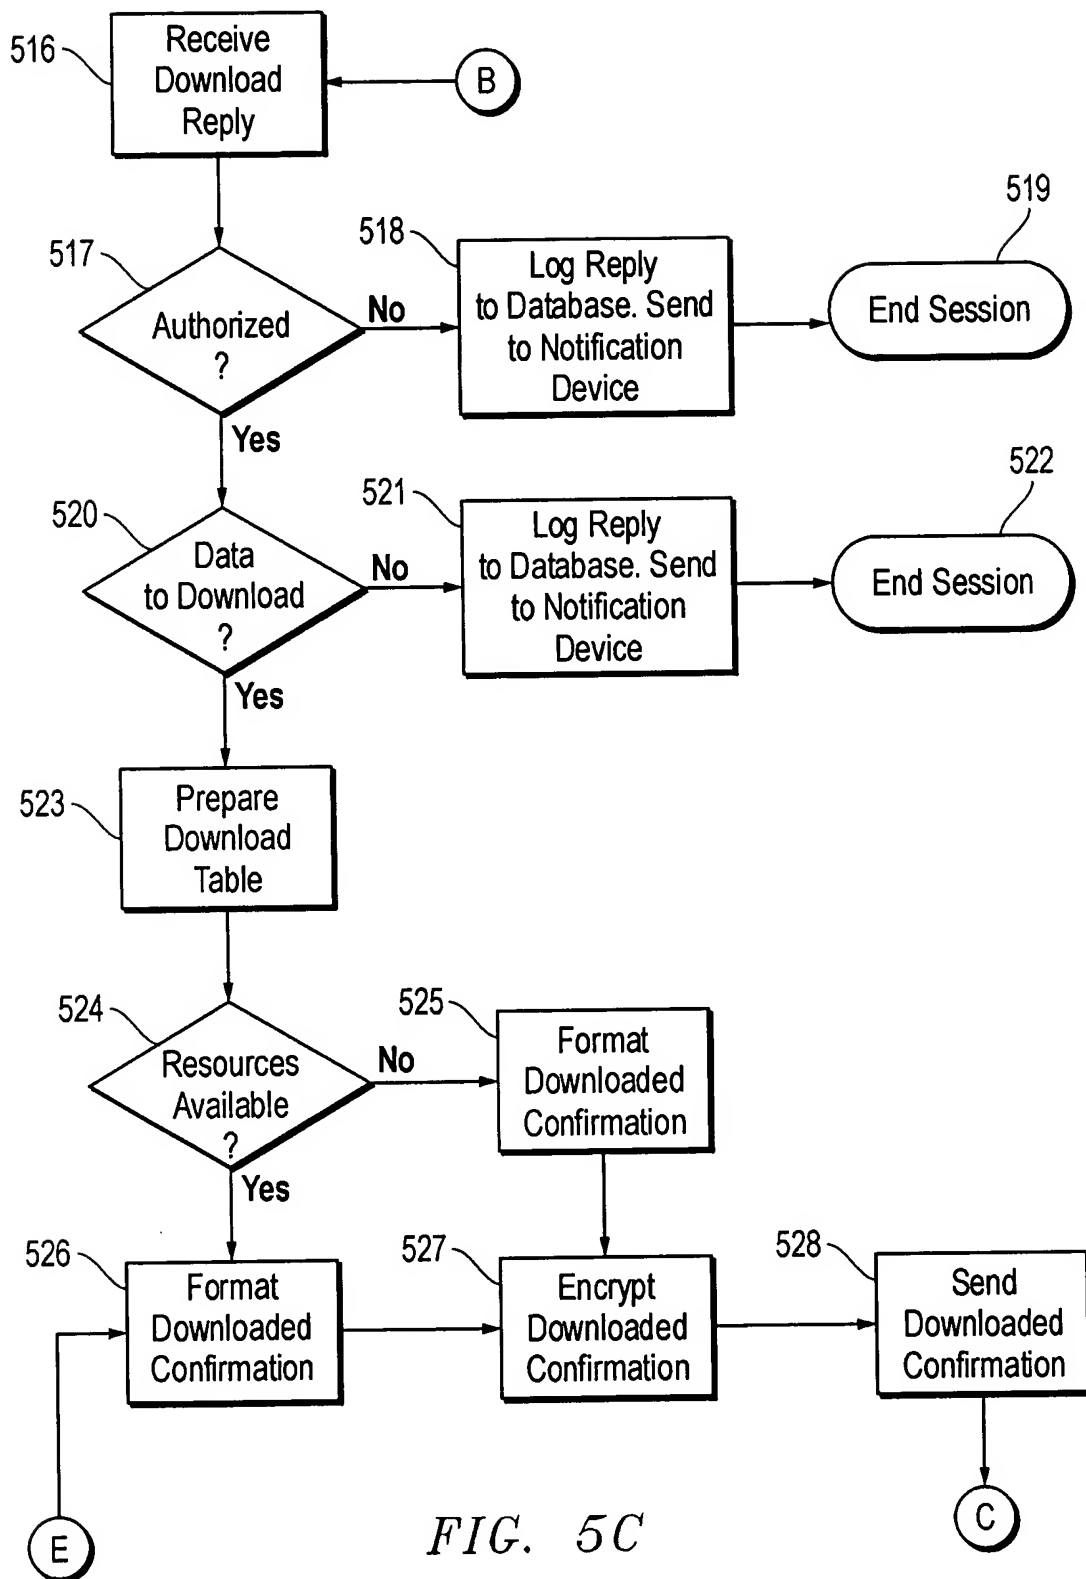 516
Receive
Download
Reply
B
517
Authorized
?
No
Yes
518
Log Reply
to Database. Send
to Notification
Device
519
End Session
520
Data
to Download
?
No
Yes
521
Log Reply
to Database. Send
to Notification
Device
522
End Session
523
Prepare
Download
Table
524
Resources
Available
?
No
Yes
525
Format
Downloaded
Confirmation
526
Format
Downloaded
Confirmation
527
Encrypt
Downloaded
Confirmation
528
Send
Downloaded
Confirmation
E
C
FIG. 5C